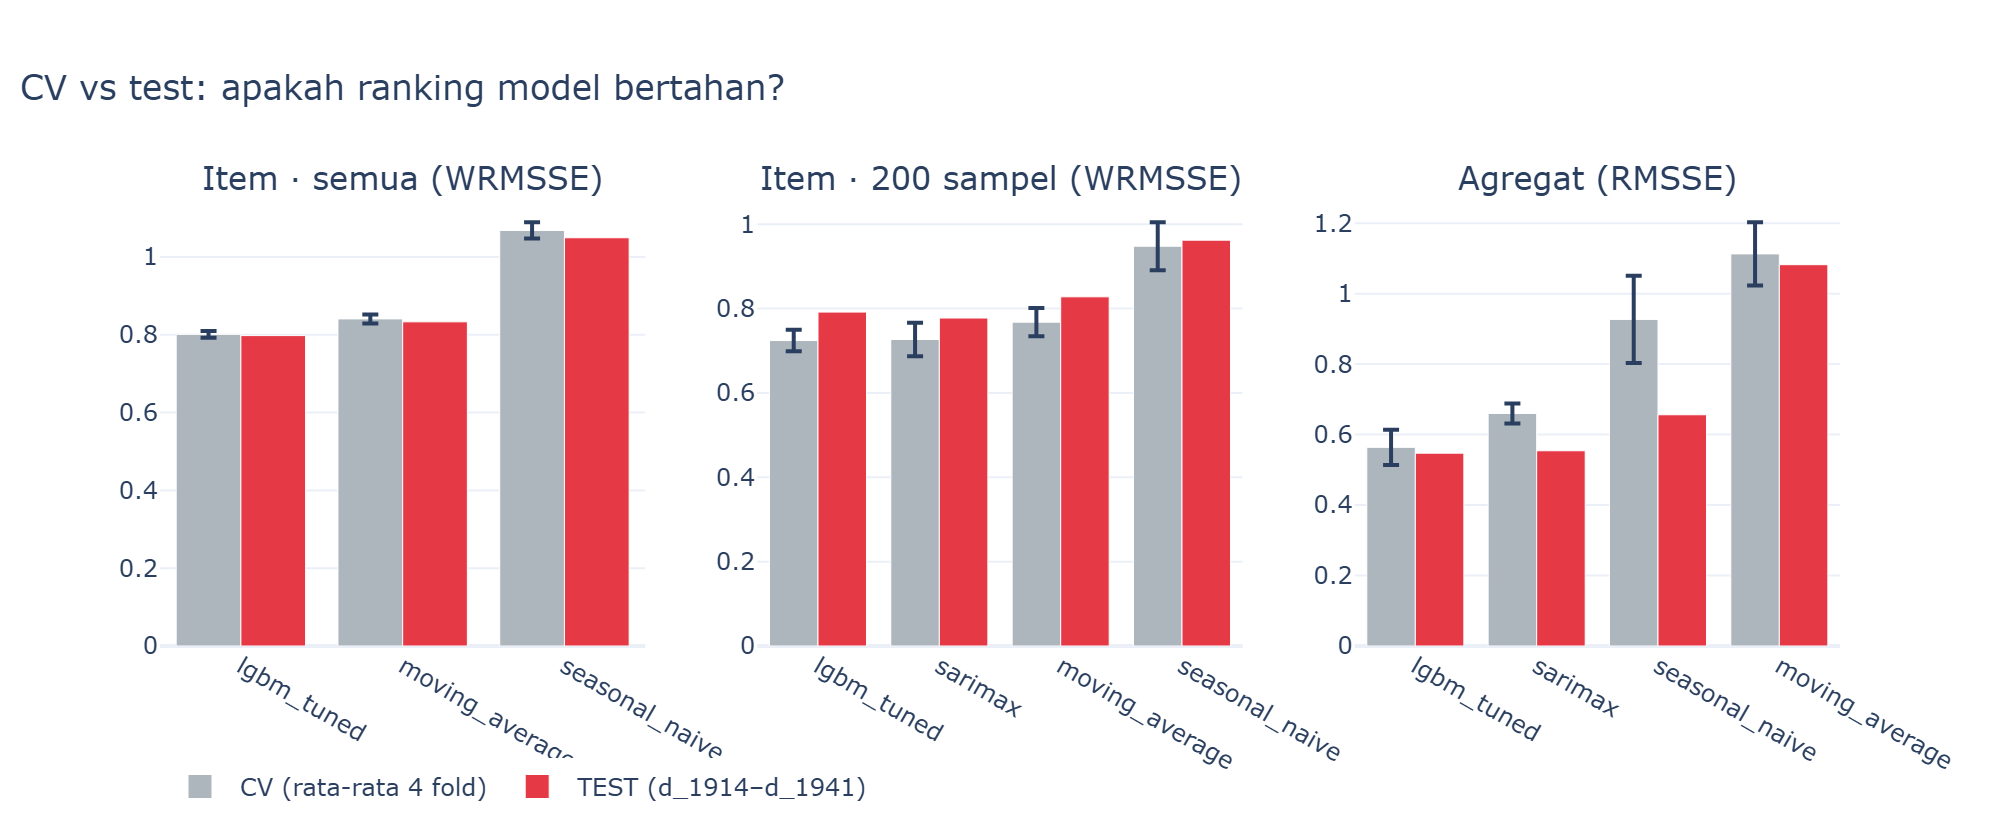 CV vs test: apakah ranking model bertahan?
Item · semua (WRMSSE)
1
0.8
0.6
0.4
0.2
0
lgbm_tuned
moving_average
seasonal_naive
Item · 200 sampel (WRMSSE)
1
0.8
0.6
0.4
0.2
0
lgbm_tuned
sarimax
moving_average
seasonal_naive
Agregat (RMSSE)
1.2
1
0.8
0.6
0.4
0.2
0
lgbm_tuned
sarimax
seasonal_naive
moving_average
CV (rata-rata 4 fold)
TEST (d_1914–d_1941)